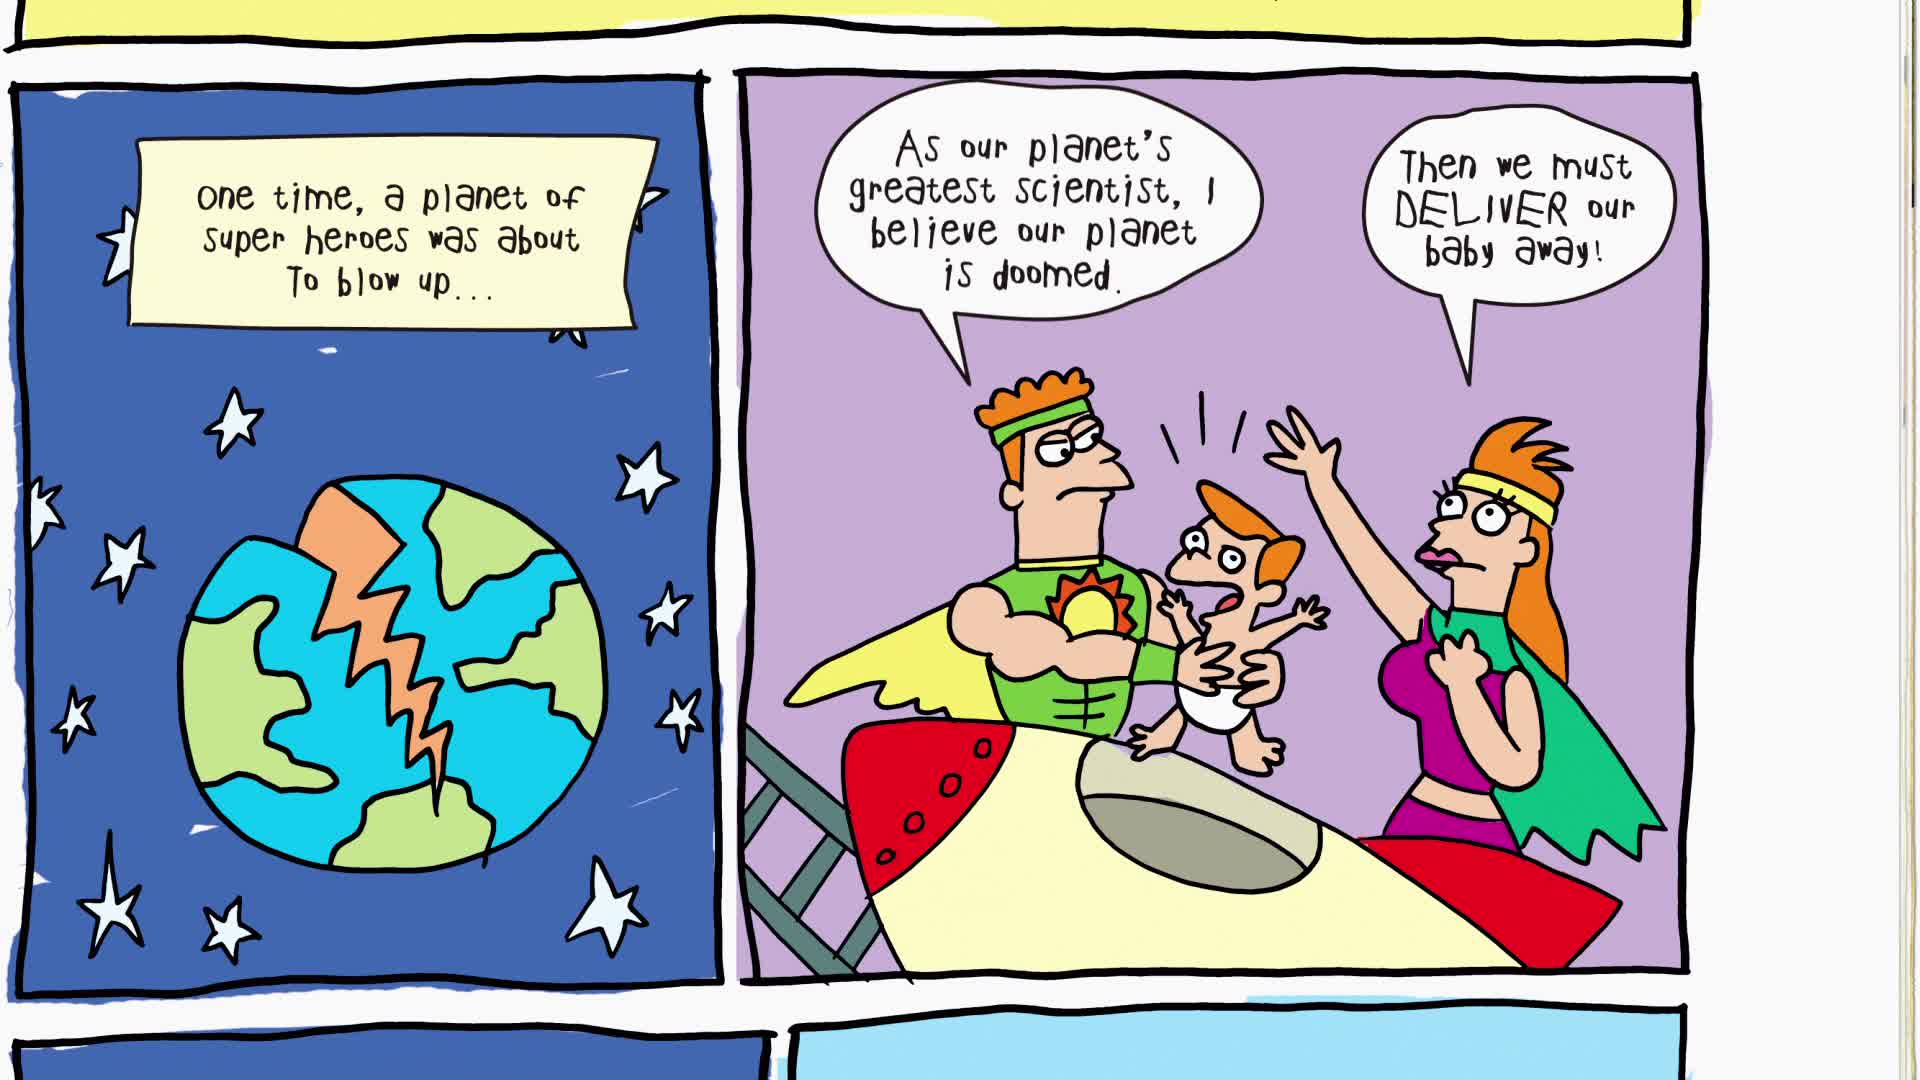 One time, a planet of
super heroes was about
To blow up...
As our planet's
greatest scientist, I
believe our planet
is doomed.
Then we must
DELIVER our
baby away!